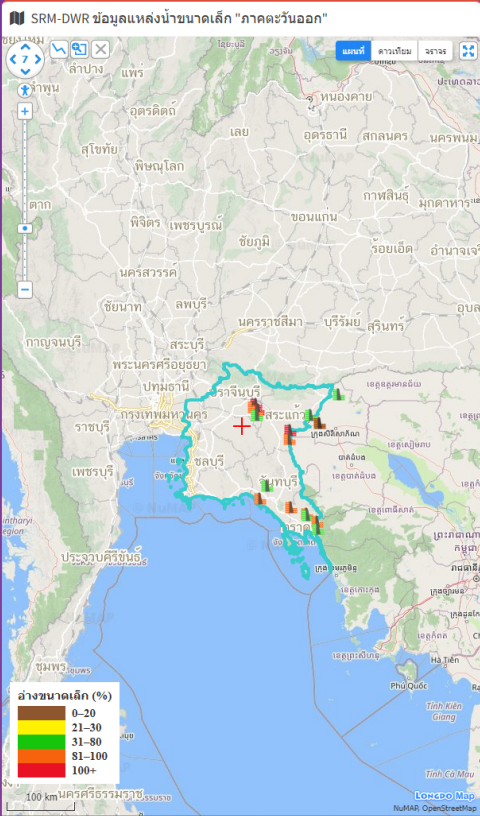 SRM-DWR ข้อมูลแหล่งน้ำขนาดเล็ก "ภาคตะวันออก"
แผนที่ ดาวเทียม จราจร
7
ลำปาง
แพร่
ลำพูน
หนองคาย
อุตรดิตถ์
เลย
อุดรธานี
สกลนคร
นครพนม
สุโขทัย
พิษณุโลก
ตาก
กาฬสินธุ์
มุกดาหาร
พิจิตร
เพชรบูรณ์
ขอนแก่น
ชัยภูมิ
ร้อยเอ็ด
อำนาจเจริญ
นครสวรรค์
ชัยนาท
ลพบุรี
นครราชสีมา
บุรีรัมย์
สุรินทร์
กาญจนบุรี
สระบุรี
พระนครศรีอยุธยา
ปทุมธานี
ปราจีนบุรี
กรุงเทพมหานคร
สระแก้ว
ราชบุรี
ชลบุรี
เพชรบุรี
จันทบุรี
ตราด
ประจวบคีรีขันธ์
ชุมพร
Hà Tiên
Phú Quốc
Tỉnh Kiên Giang
Tỉnh Cà Mau
อ่างขนาดเล็ก (%)
0–20
21–30
31–80
81–100
100+
100 km
นครศรีธรรมราช
LONGDO Map
NuMAP, OpenStreetMap